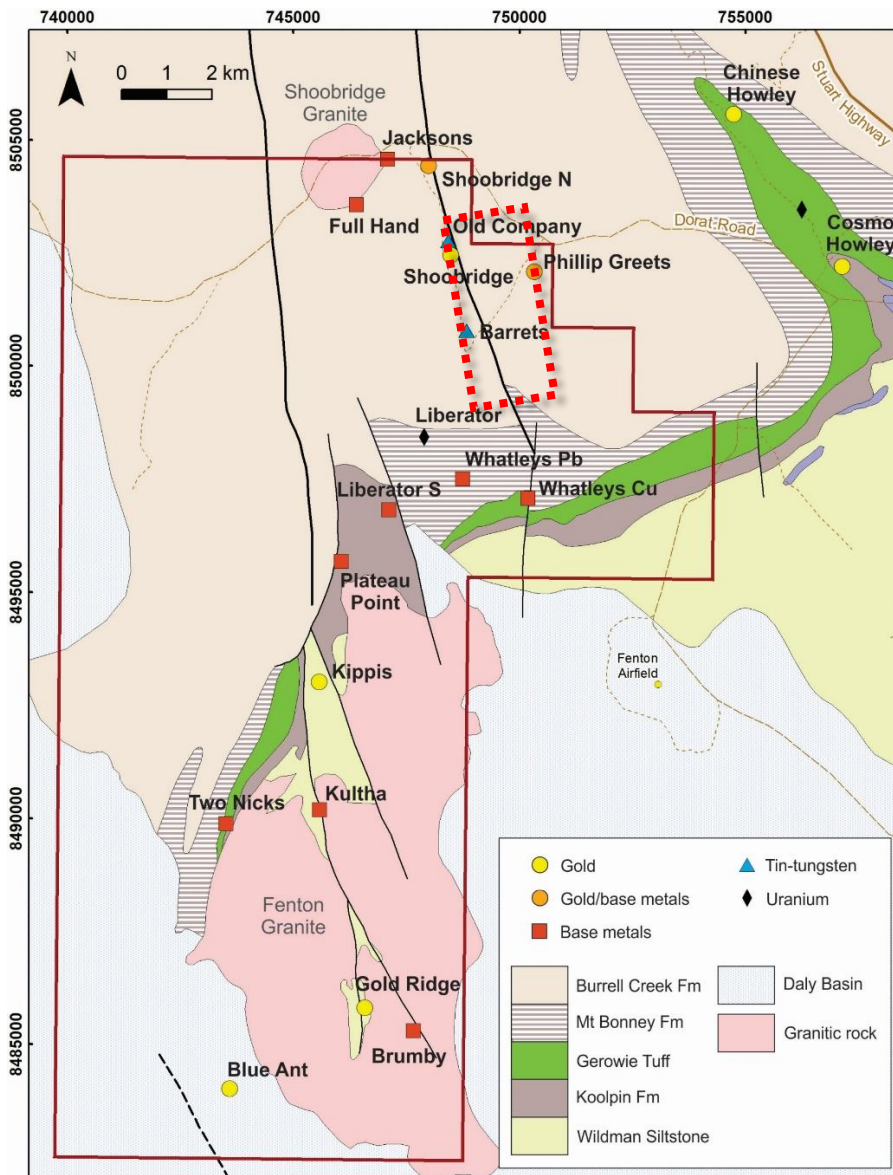 740000
745000
750000
755000
N
0 1 2 km
Chinese
Howley
Stuart Highway
Shoobridge
Granite
8505000
Jacksons
Shoobridge N
Full Hand
Old Company
Dorat Road
Cosmo
Howley
Shoobridge
Phillip Greets
Barrets
8500000
Liberator
Whatleys Pb
Liberator S
Whatleys Cu
8495000
Plateau
Point
Fenton
Airfield
Kippis
8490000
Two Nicks
Kultha
Fenton
Granite
Gold Ridge
8485000
Brumby
Blue Ant
Gold
Tin-tungsten
Gold/base metals
Uranium
Base metals
Burrell Creek Fm
Daly Basin
Mt Bonney Fm
Granitic rock
Gerowie Tuff
Koolpin Fm
Wildman Siltstone